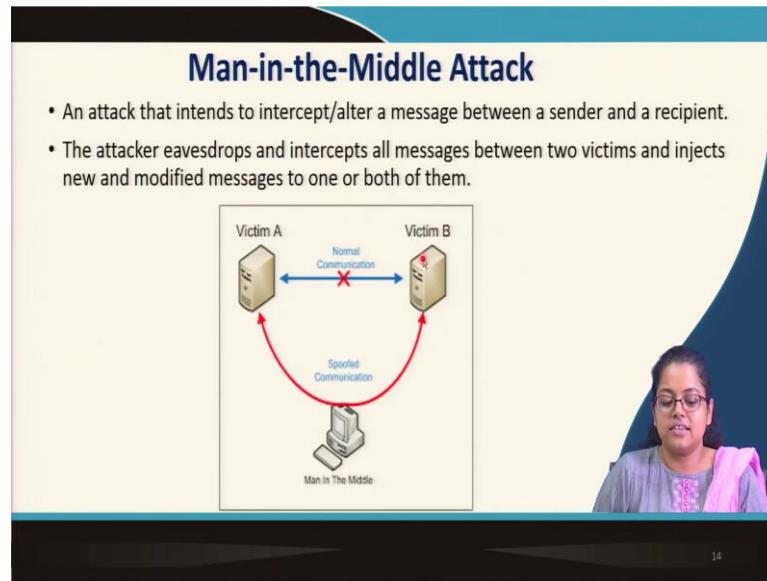 Man-in-the-Middle Attack
• An attack that intends to intercept/alter a message between a sender and a recipient.
• The attacker eavesdrops and intercepts all messages between two victims and injects
new and modified messages to one or both of them.
Victim A
Victim B
Normal
Communication
Spoofed
Communication
Man In The Middle
14